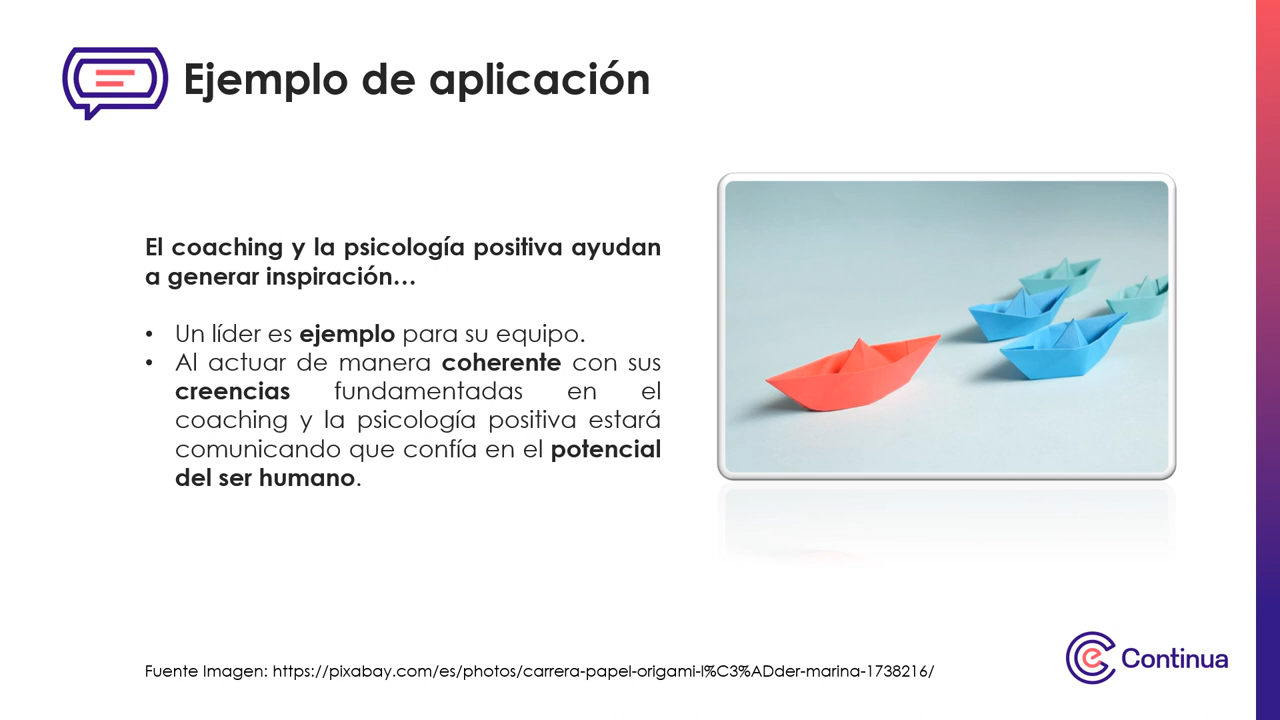 Ejemplo de aplicación
El coaching y la psicología positiva ayudan
a generar inspiración…
• Un líder es ejemplo para su equipo.
• Al actuar de manera coherente con sus
creencias fundamentadas en el
coaching y la psicología positiva estará
comunicando que confía en el potencial
del ser humano.
Fuente Imagen: https://pixabay.com/es/photos/carrera-papel-origami-l%C3%ADder-marina-1738216/
Continua